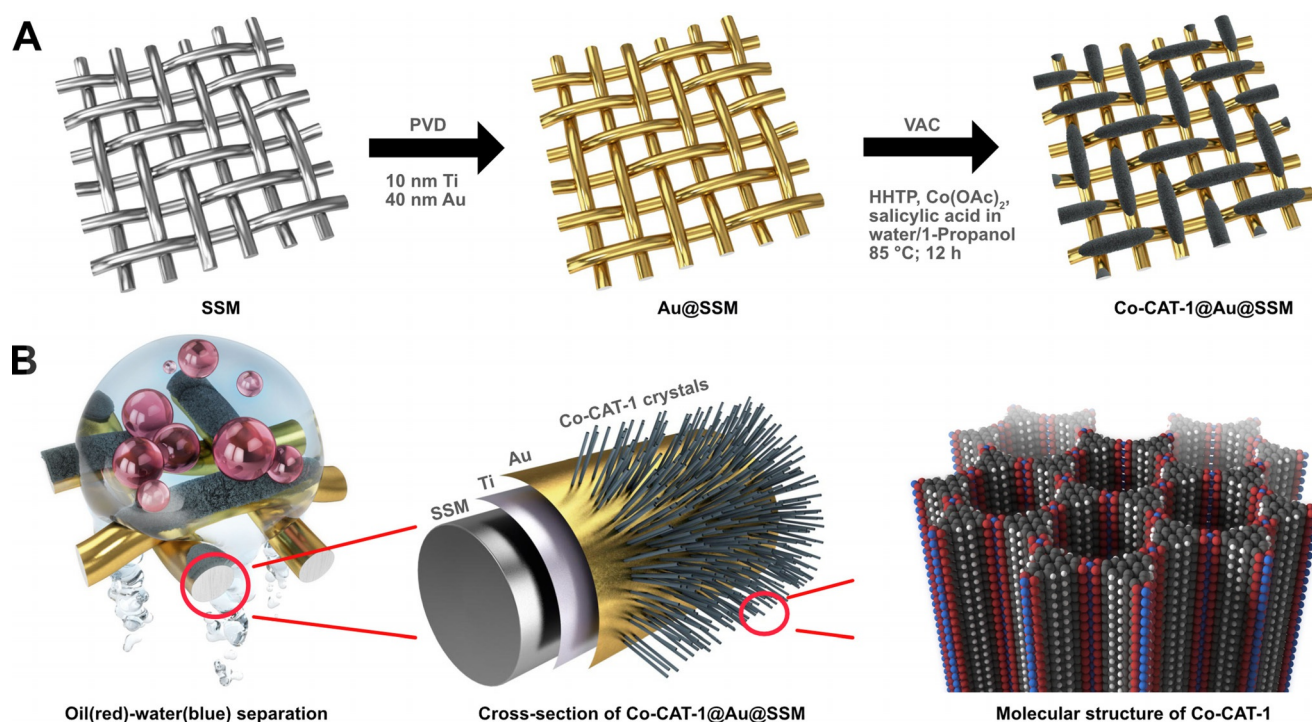 A
PVD
10 nm Ti
40 nm Au
VAC
HHTP, Co(OAc)₂,
salicylic acid in
water/1-Propanol
85 °C; 12 h
SSM
Au@SSM
Co-CAT-1@Au@SSM
B
Co-CAT-1 crystals
Au
Ti
SSM
Oil(red)-water(blue) separation
Cross-section of Co-CAT-1@Au@SSM
Molecular structure of Co-CAT-1